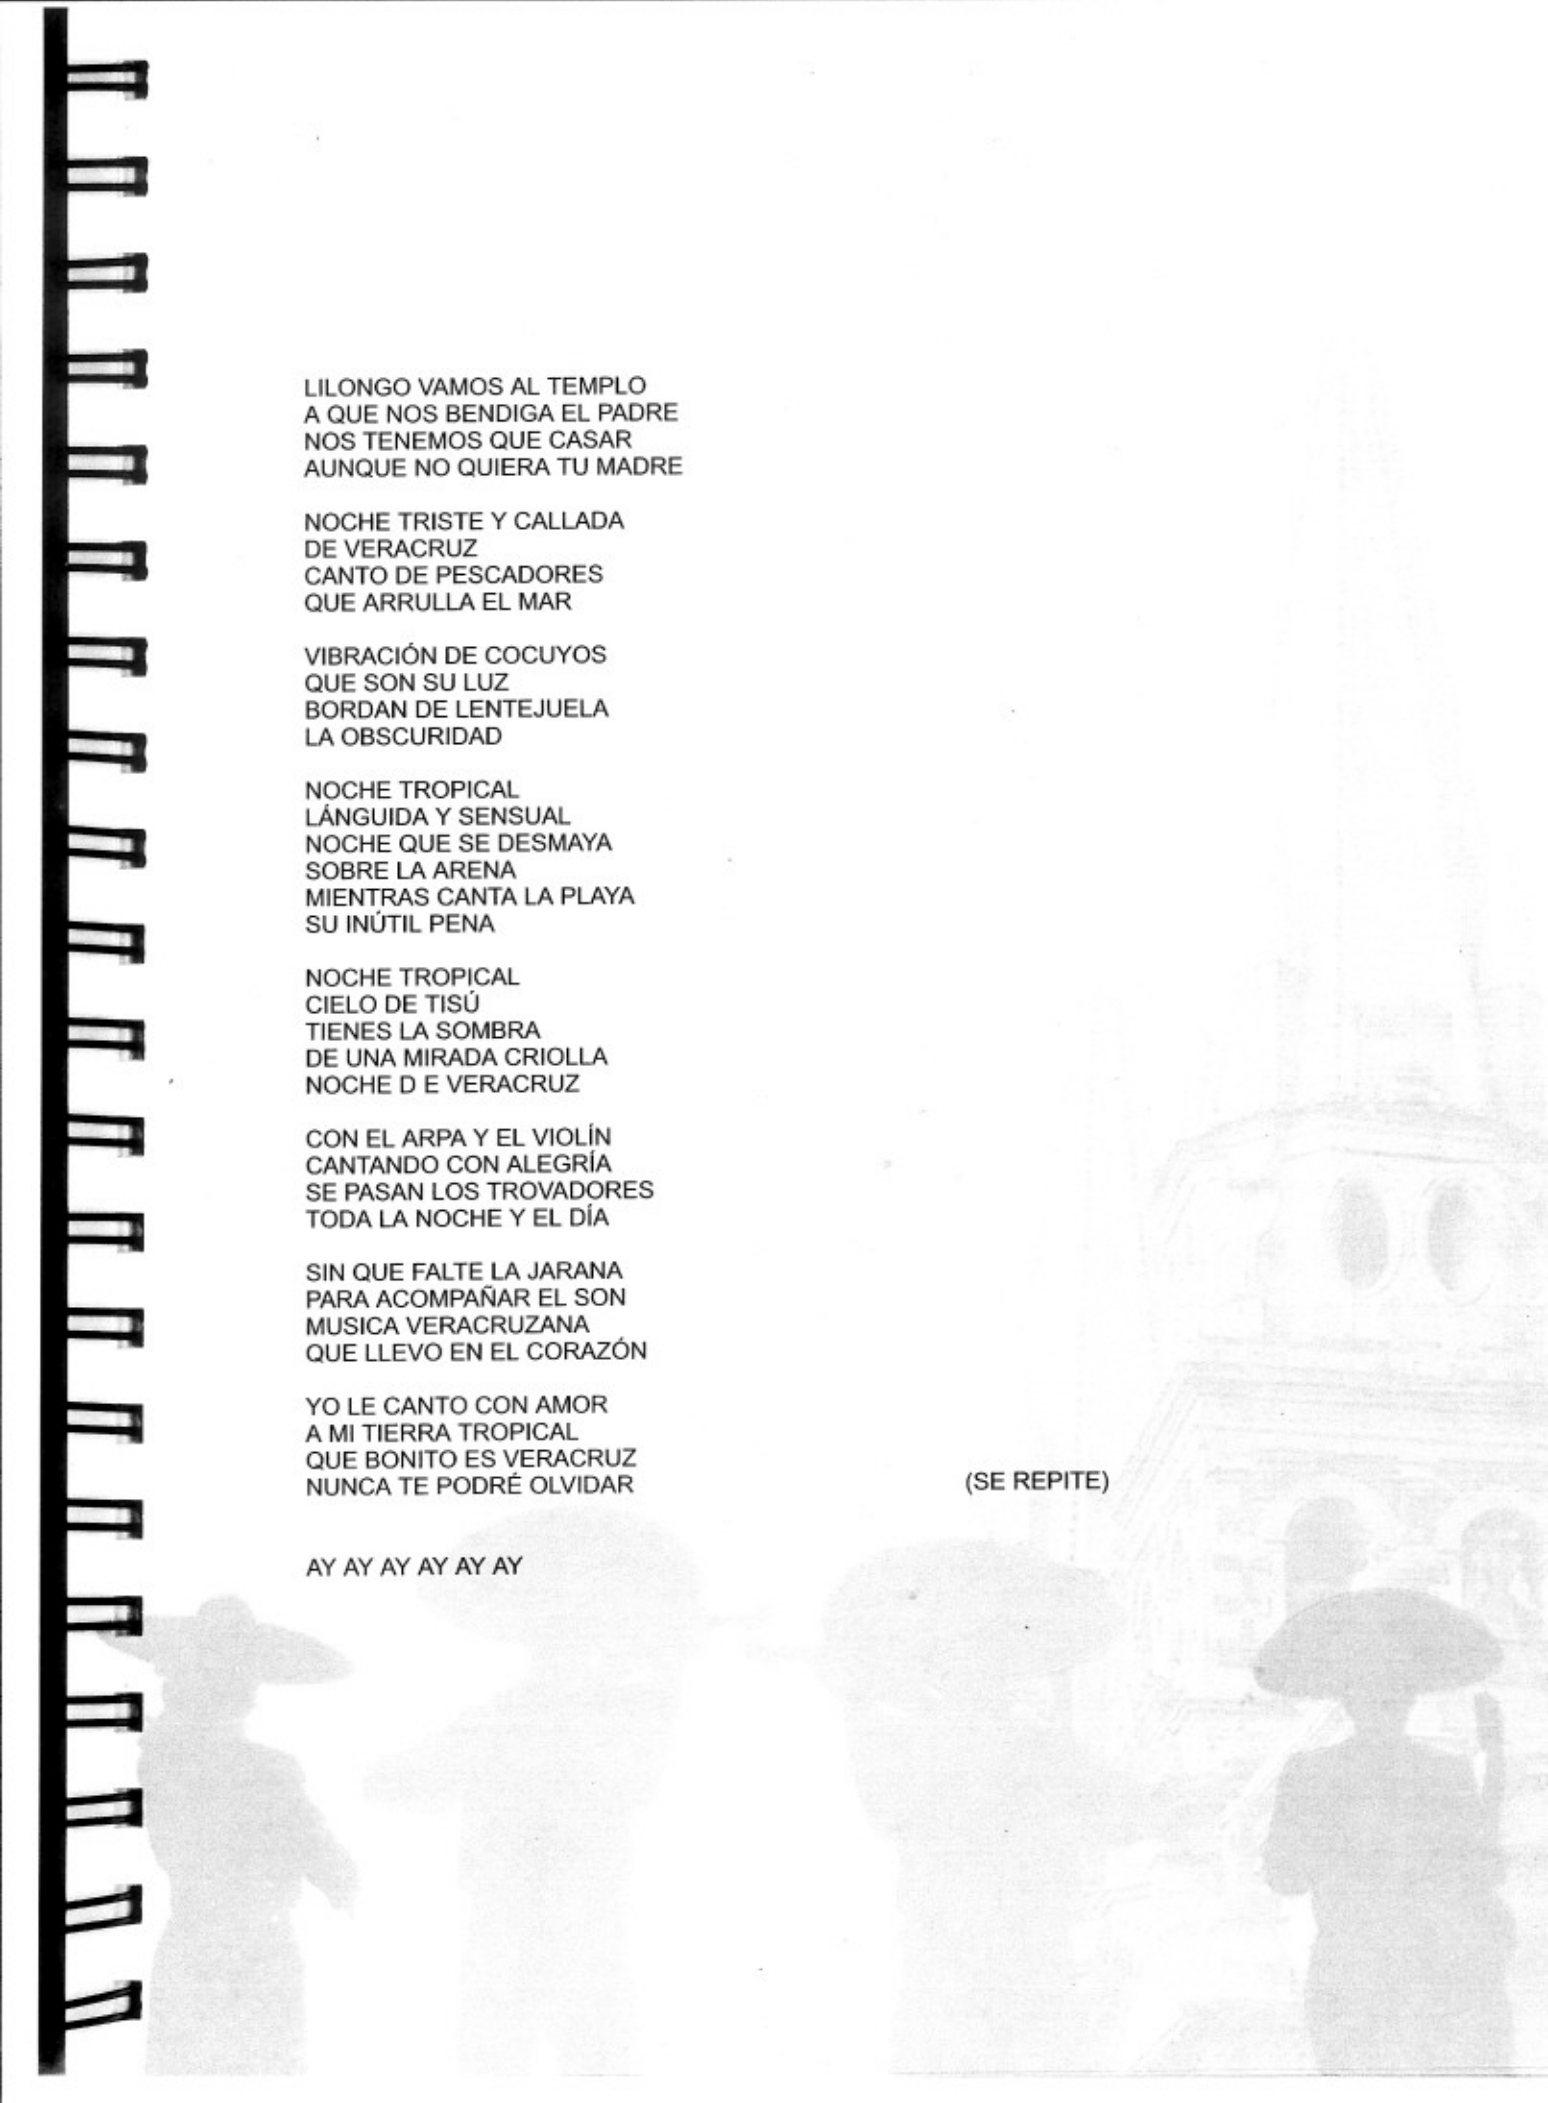 LILONGO VAMOS AL TEMPLO
A QUE NOS BENDIGA EL PADRE
NOS TENEMOS QUE CASAR
AUNQUE NO QUIERA TU MADRE
NOCHE TRISTE Y CALLADA
DE VERACRUZ
CANTO DE PESCADORES
QUE ARRULLA EL MAR
VIBRACIÓN DE COCUYOS
QUE SON SU LUZ
BORDAN DE LENTEJUELA
LA OBSCURIDAD
NOCHE TROPICAL
LÁNGUIDA Y SENSUAL
NOCHE QUE SE DESMAYA
SOBRE LA ARENA
MIENTRAS CANTA LA PLAYA
SU INÚTIL PENA
NOCHE TROPICAL
CIELO DE TISÚ
TIENES LA SOMBRA
DE UNA MIRADA CRIOLLA
NOCHE D E VERACRUZ
CON EL ARPA Y EL VIOLÍN
CANTANDO CON ALEGRÍA
SE PASAN LOS TROVADORES
TODA LA NOCHE Y EL DÍA
SIN QUE FALTE LA JARANA
PARA ACOMPAÑAR EL SON
MUSICA VERACRUZANA
QUE LLEVO EN EL CORAZÓN
YO LE CANTO CON AMOR
A MI TIERRA TROPICAL
QUE BONITO ES VERACRUZ
NUNCA TE PODRÉ OLVIDAR (SE REPITE)
AY AY AY AY AY AY